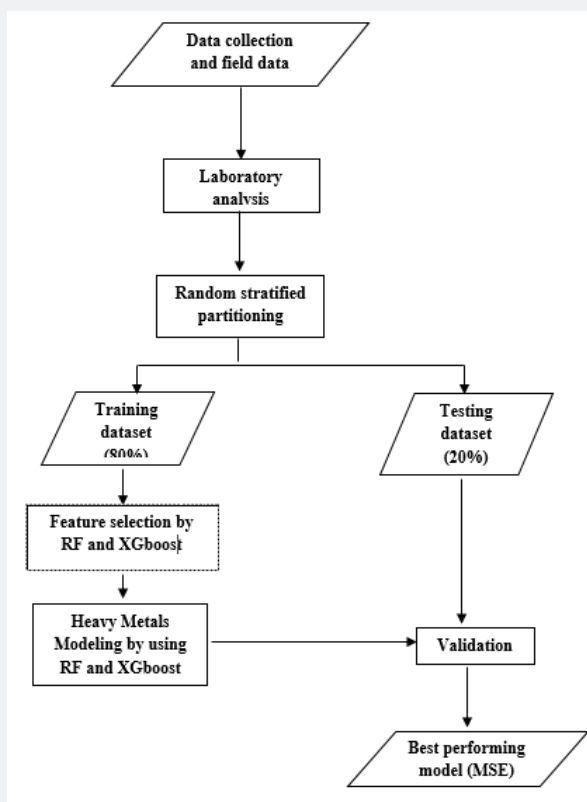 Data collection
and field data
Laboratory
analysis
Random stratified
partitioning
Training
dataset
(80%)
Testing
dataset
(20%)
Feature selection by
RF and XGboost
Heavy Metals
Modeling by using
RF and XGboost
Validation
Best performing
model (MSE)